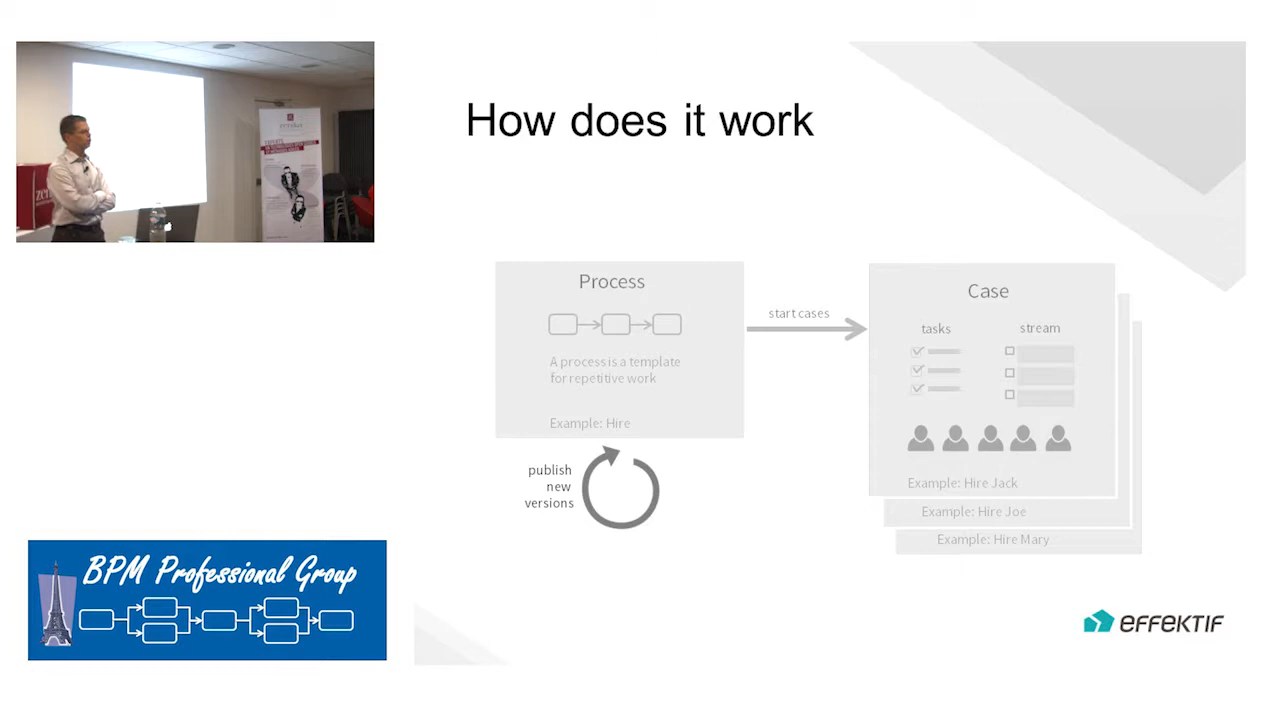 How does it work
Process
A process is a template
for repetitive work
Example: Hire
publish
new
versions
start cases
Case
tasks
stream
Example: Hire Jack
Example: Hire Joe
Example: Hire Mary
BPM Professional Group
EFFEKTIF